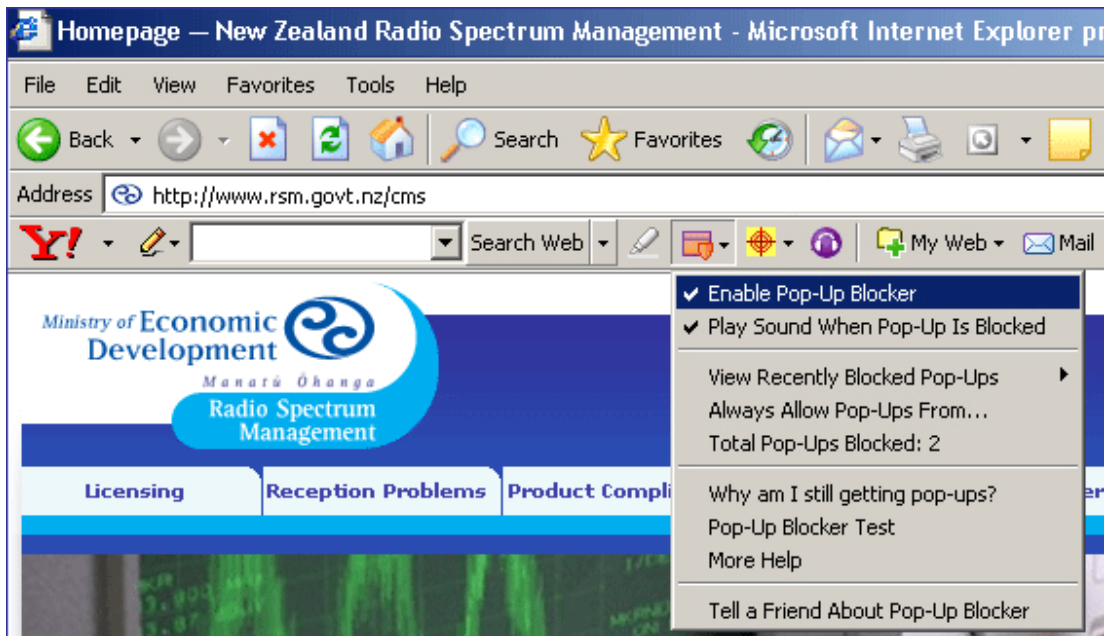 Homepage — New Zealand Radio Spectrum Management - Microsoft Internet Explorer pr
File Edit View Favorites Tools Help
Back Search Favorites
Address http://www.rsm.govt.nz/cms
Y! Search Web My Web Mail
Enable Pop-Up Blocker
Play Sound When Pop-Up Is Blocked
View Recently Blocked Pop-Ups
Always Allow Pop-Ups From...
Total Pop-Ups Blocked: 2
Why am I still getting pop-ups?
Pop-Up Blocker Test
More Help
Tell a Friend About Pop-Up Blocker
Ministry of Economic
Development
Manatū Ōhanga
Radio Spectrum
Management
Licensing Reception Problems Product Compli er